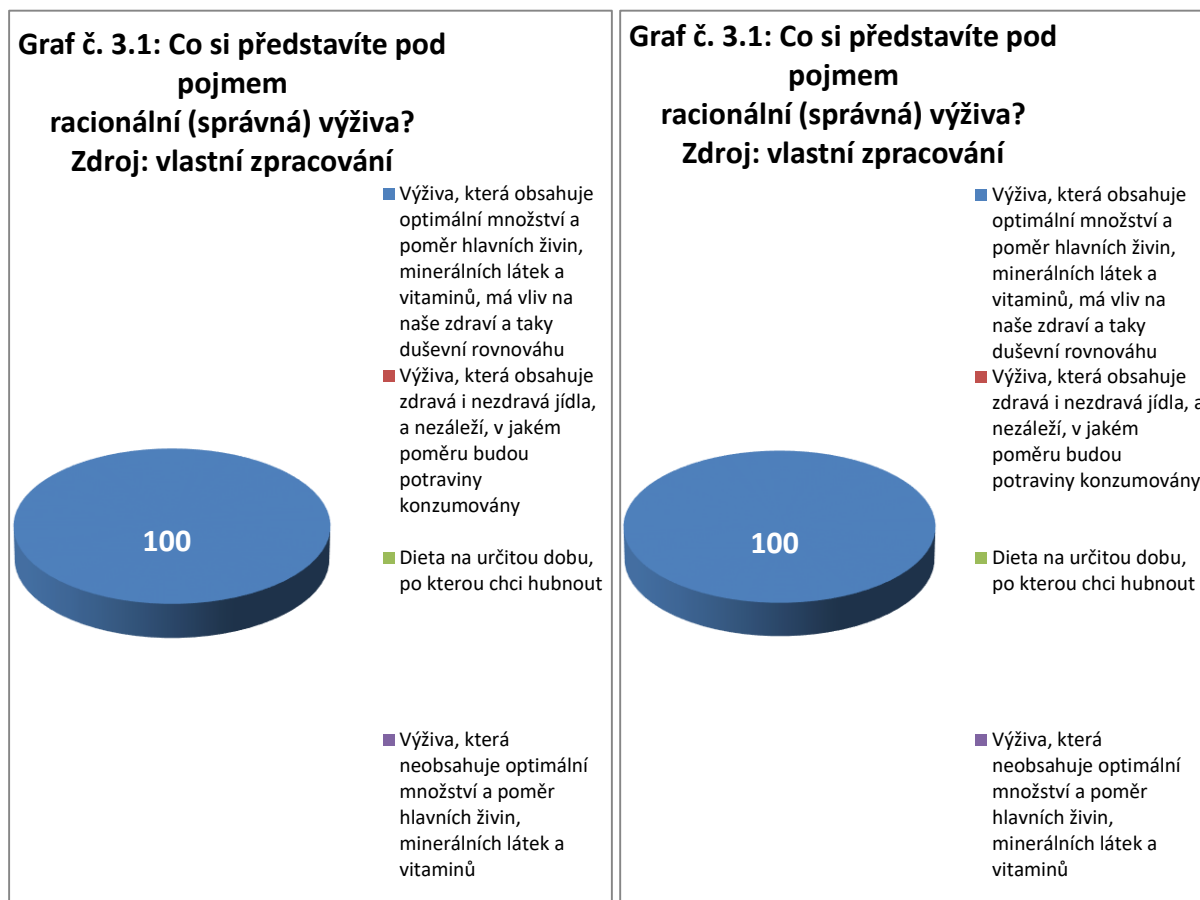 Graf č. 3.1: Co si představíte pod
pojmem
racionální (správná) výživa?
Zdroj: vlastní zpracování
Výživa, která obsahuje
optimální množství a
poměr hlavních živin,
minerálních látek a
vitaminů, má vliv na
naše zdraví a taky
duševní rovnováhu
Výživa, která obsahuje
zdravá i nezdravá jídla,
a nezáleží, v jakém
poměru budou
potraviny
konzumovány
100
Dieta na určitou dobu,
po kterou chci hubnout
Výživa, která
neobsahuje optimální
množství a poměr
hlavních živin,
minerálních látek a
vitaminů
Graf č. 3.1: Co si představíte pod
pojmem
racionální (správná) výživa?
Zdroj: vlastní zpracování
Výživa, která obsahuje
optimální množství a
poměr hlavních živin,
minerálních látek a
vitaminů, má vliv na
naše zdraví a taky
duševní rovnováhu
Výživa, která obsahuje
zdravá i nezdravá jídla, a
nezáleží, v jakém
poměru budou
potraviny konzumovány
100
Dieta na určitou dobu,
po kterou chci hubnout
Výživa, která
neobsahuje optimální
množství a poměr
hlavních živin,
minerálních látek a
vitaminů